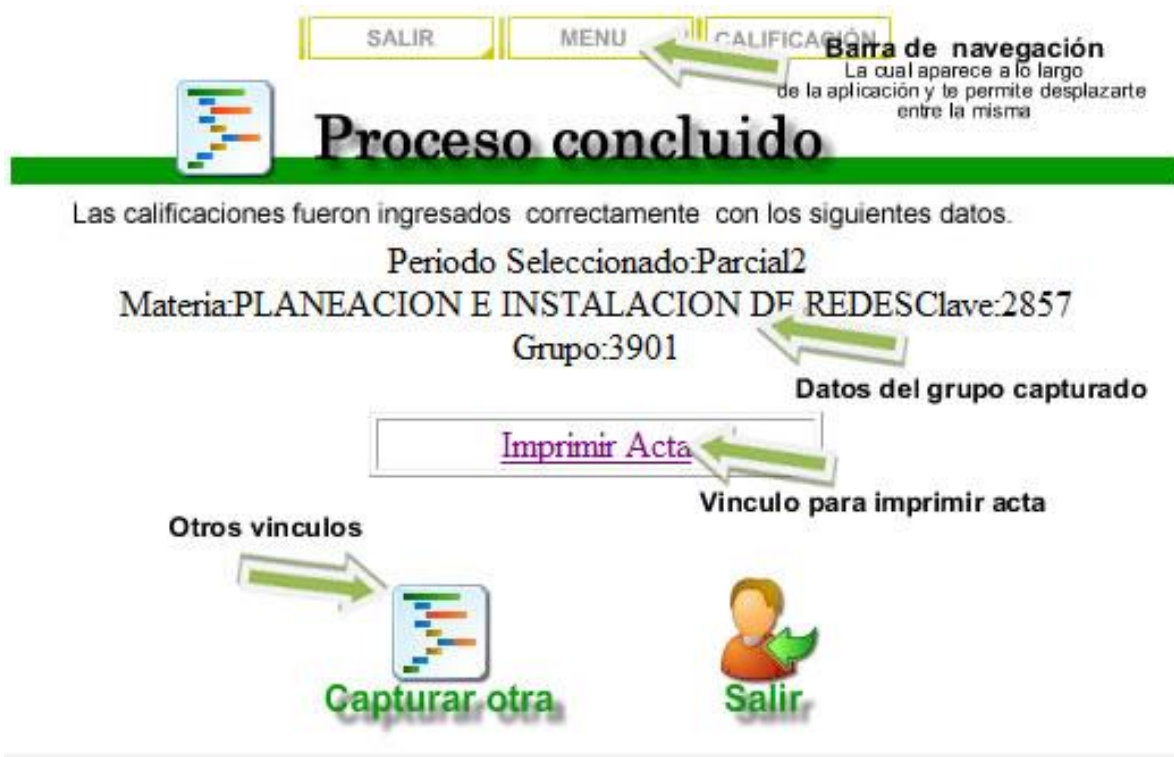 SALIR MENU CALIFICACIÓN
Barra de navegación
La cual aparece a lo largo
de la aplicación y te permite desplazarte
entre la misma
Proceso concluido
Las calificaciones fueron ingresados correctamente con los siguientes datos.
Periodo Seleccionado:Parcial2
Materia:PLANEACION E INSTALACION DE REDESClave:2857
Grupo:3901
Datos del grupo capturado
Imprimir Acta
Vinculo para imprimir acta
Otros vinculos
Capturar otra Salir